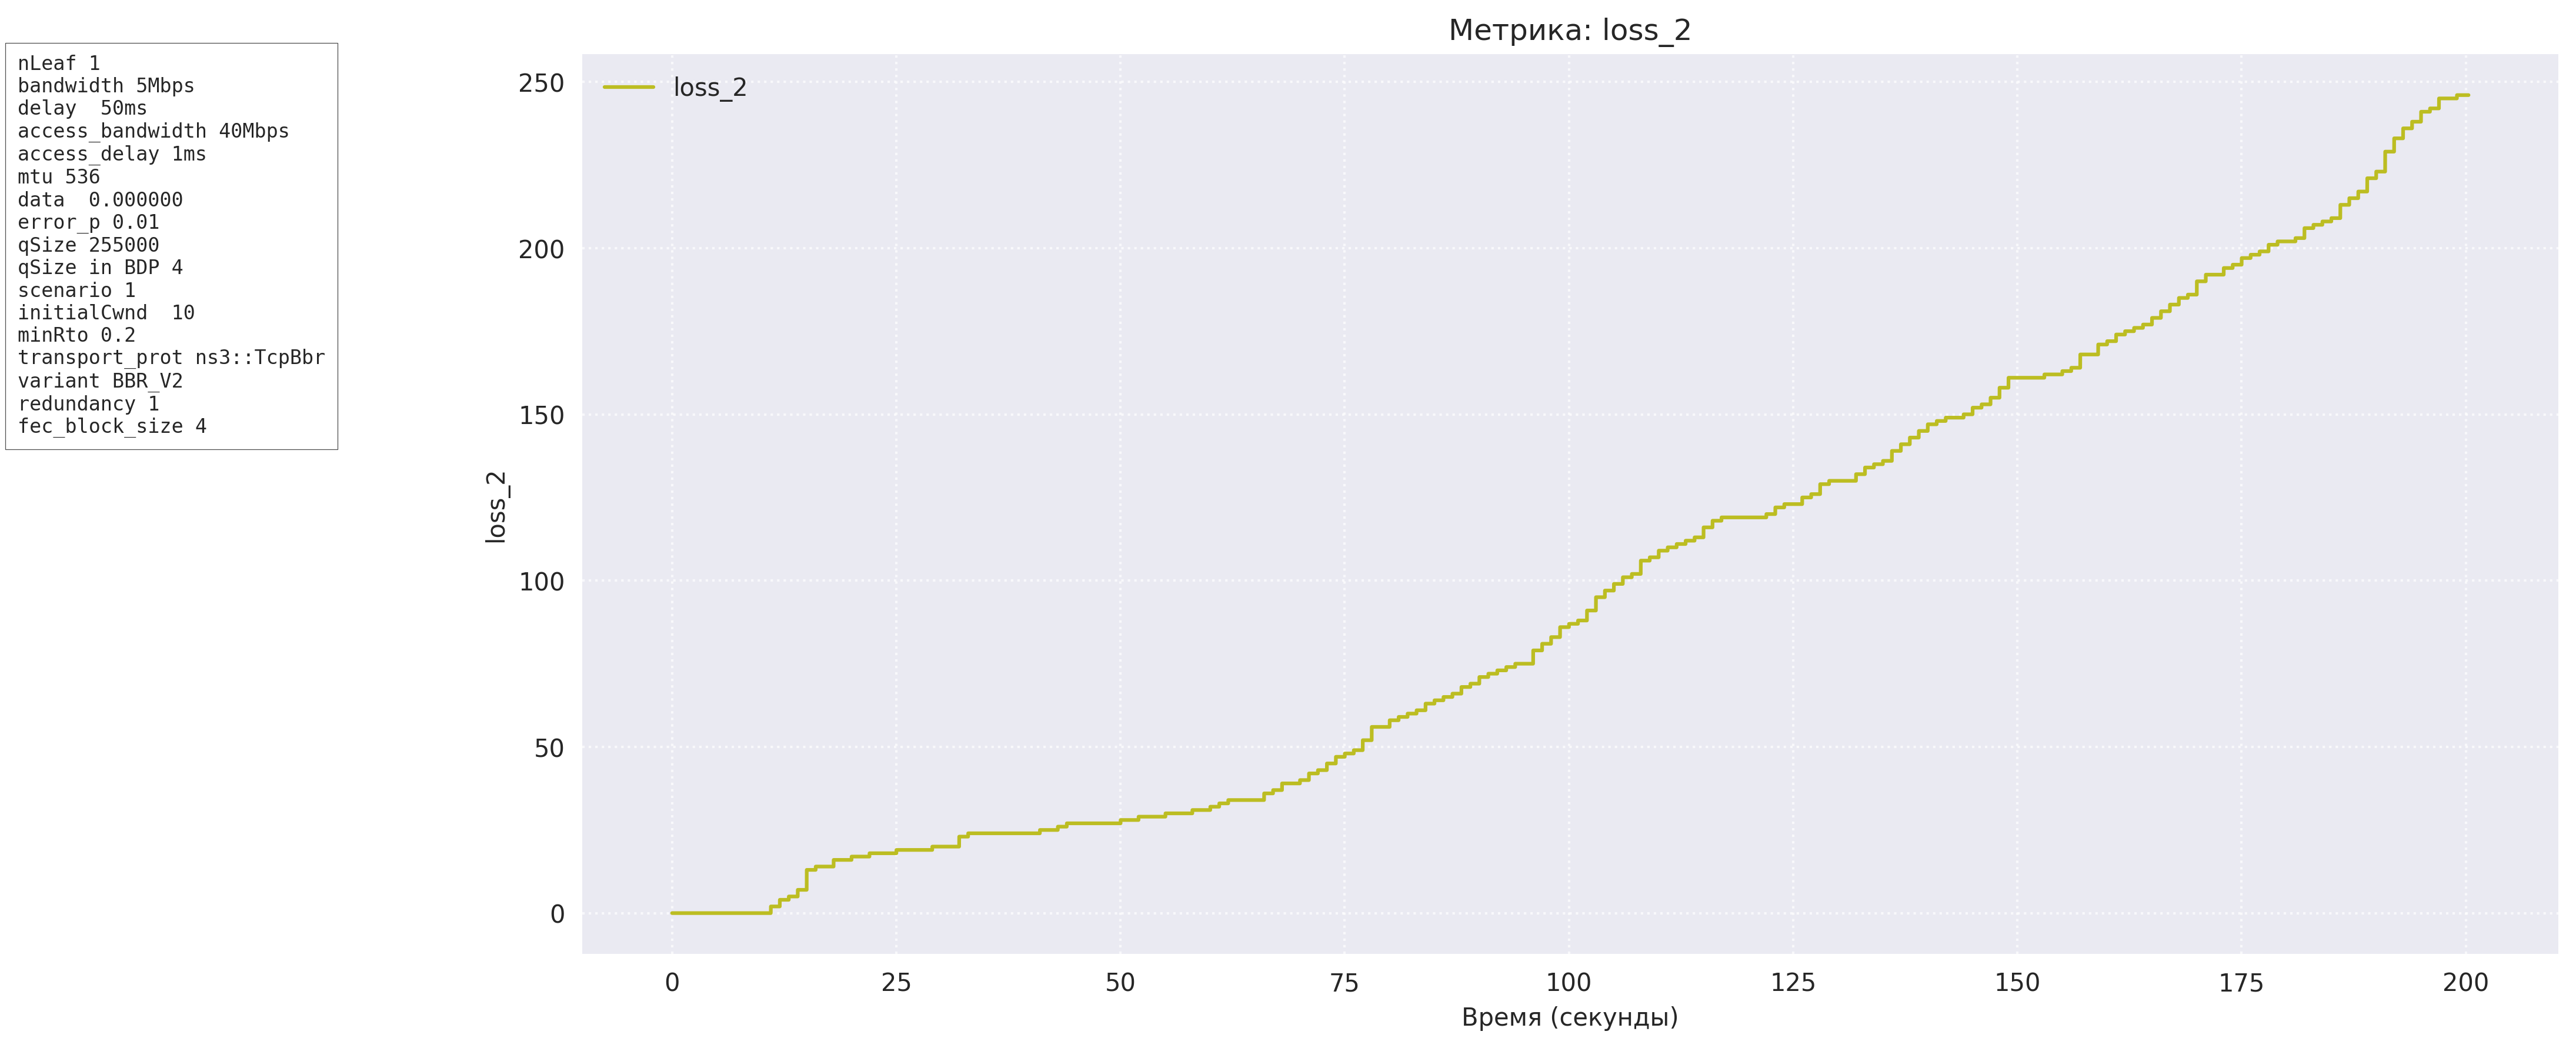 Метрика: loss_2
nLeaf 1
bandwidth 5Mbps
delay  50ms
access_bandwidth 40Mbps
access_delay 1ms
mtu 536
data  0.000000
error_p 0.01
qSize 255000
qSize in BDP 4
scenario 1
initialCwnd  10
minRto 0.2
transport_prot ns3::TcpBbr
variant BBR_V2
redundancy 1
fec_block_size 4
loss_2
loss_2
250
200
150
100
50
0
0 25 50 75 100 125 150 175 200
Время (секунды)